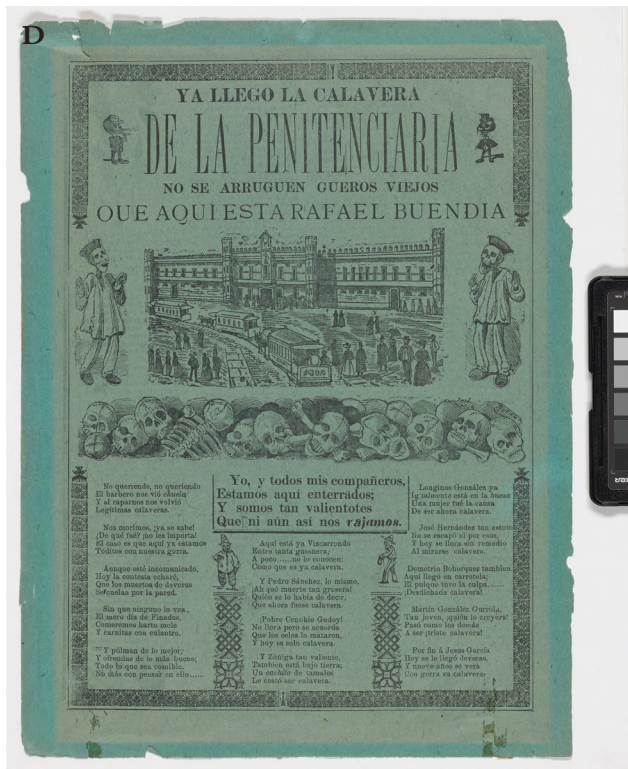 D
YA LLEGO LA CALAVERA
DE LA PENITENCIARIA
NO SE ARRUGUEN GUEROS VIEJOS
QUE AQUI ESTA RAFAEL BUENDIA
No queriendo, no queriendo
El barbero nos vió cáuela
Y al raparnos nos volvió
Legítimas calaveras.
Nos morimos, ¡ya se sabe!
¿De qué fué? ¡no les importa!
El caso es que aquí ya estamos
Toditos con nuestra gorra.
Aunque esté incomunicado,
Hoy la contesta echaré,
Que los muertos de deveras
Se cuelan por la pared.
Sin que ninguno lo vea,
El mero día de Finados,
Comeremos harto mole
Y carnitas con culantro.
Y pulman de lo mejor;
Y ofrendas de lo más bueno;
Todo lo que sea comible,
No más con pensar en ello......
Yo, y todos mis compañeros,
Estamos aquí enterrados;
Y somos tan valientotes
Que ni aún así nos rajamos.
Aquí está ya Vizcarrondo
Entre tanta gusanera;
A poco...... no le conocen:
Como que es ya calavera.
Y Pedro Sánchez, lo mismo,
¡Ah qué muerte tan grosera!
Quién se lo había de decir,
Que ahora fuese calavera.
¡Pobre Cenobio Godoy!
No llora pero se acuerda
Que los celos lo mataron,
Y hoy es solo calavera.
Y Zúñiga tan valiente,
También está bajo tierra;
Un cachito de tamales
Le costó ser calavera.
Longinos González ya
Igualmente está en la huesa
Una mujer fué la causa
De ser ahora calavera.
José Hernández tan astuto
No se escapó ni por esas,
Y hoy se llora sin remedio
Al mirarse calavera.
Demetrio Bohorquez tambien
Aquí llegó en carretela;
El pulque tuvo la culpa......
¡Desdichada calavera!
Martín González Gurrola,
Tan joven, ¡quién lo creyera!
Pasó como los demás
A ser ¡triste calavera!
Por fin á Jesus García
Hoy se le llegó deveras,
Y nueve años se verá
Con gorra su calavera.